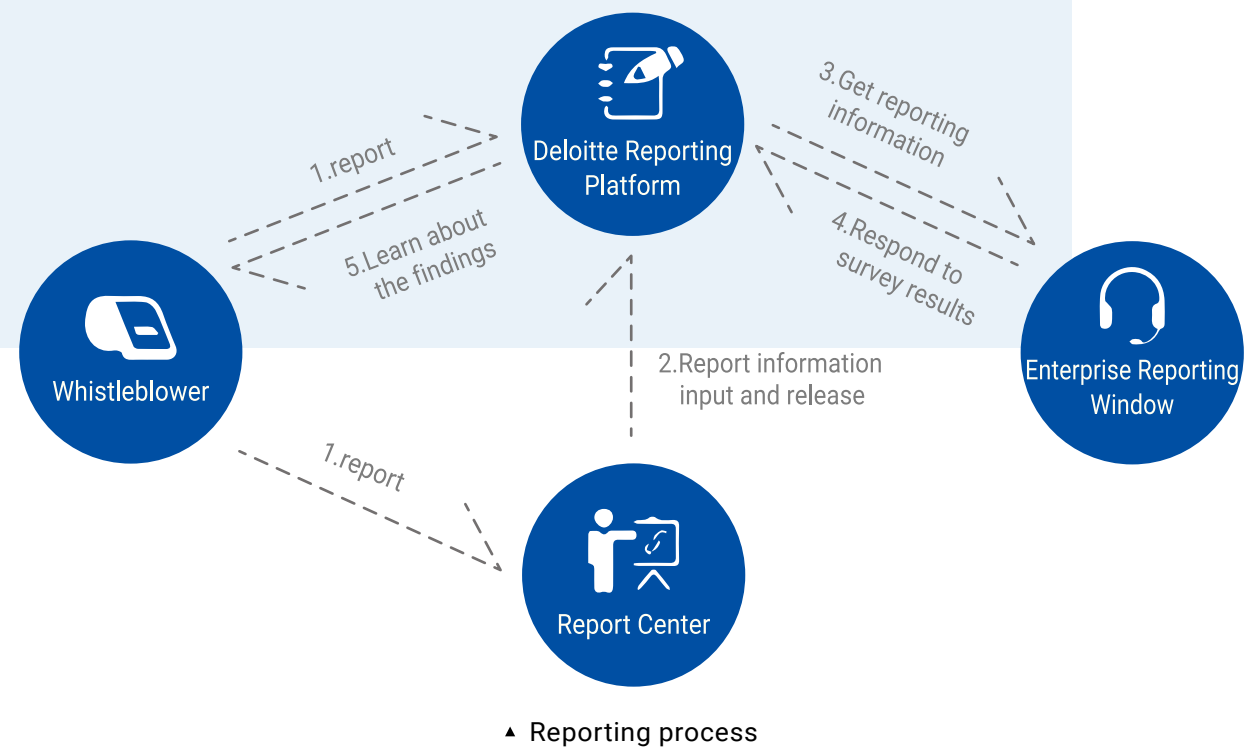 3.Get reporting
information
1.report
Deloitte Reporting
Platform
5.Learn about
the findings
4.Respond to
survey results
Whistleblower
2.Report information
input and release
Enterprise Reporting
Window
1.report
Report Center
▲ Reporting process